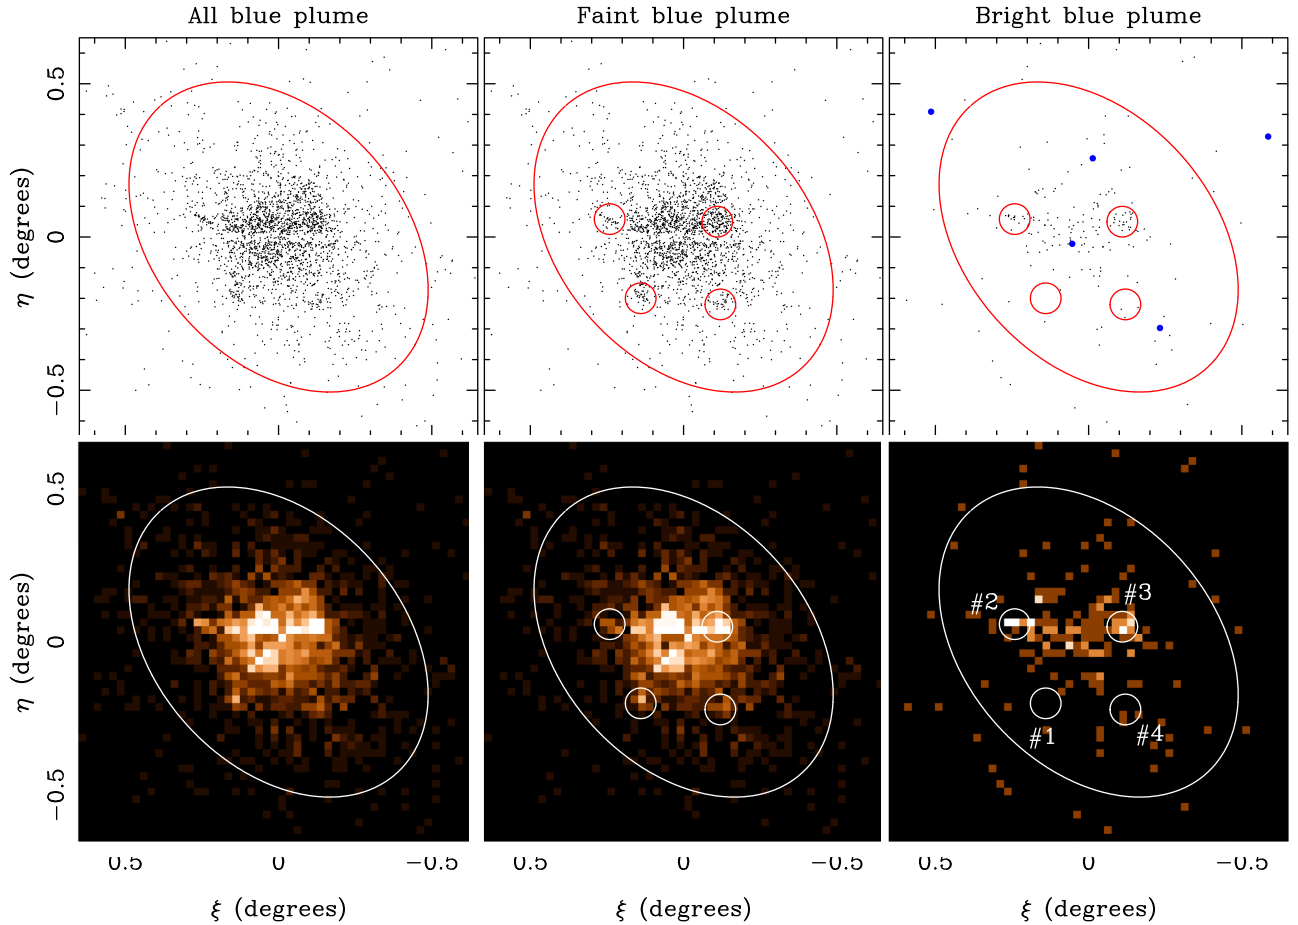 All blue plume Faint blue plume Bright blue plume
0.5
0
−0.5
η (degrees)
0.5
0
−0.5
η (degrees)
#2 #3
#1 #4
0.5 0 −0.5 0.5 0 −0.5 0.5 0 −0.5
ξ (degrees) ξ (degrees) ξ (degrees)